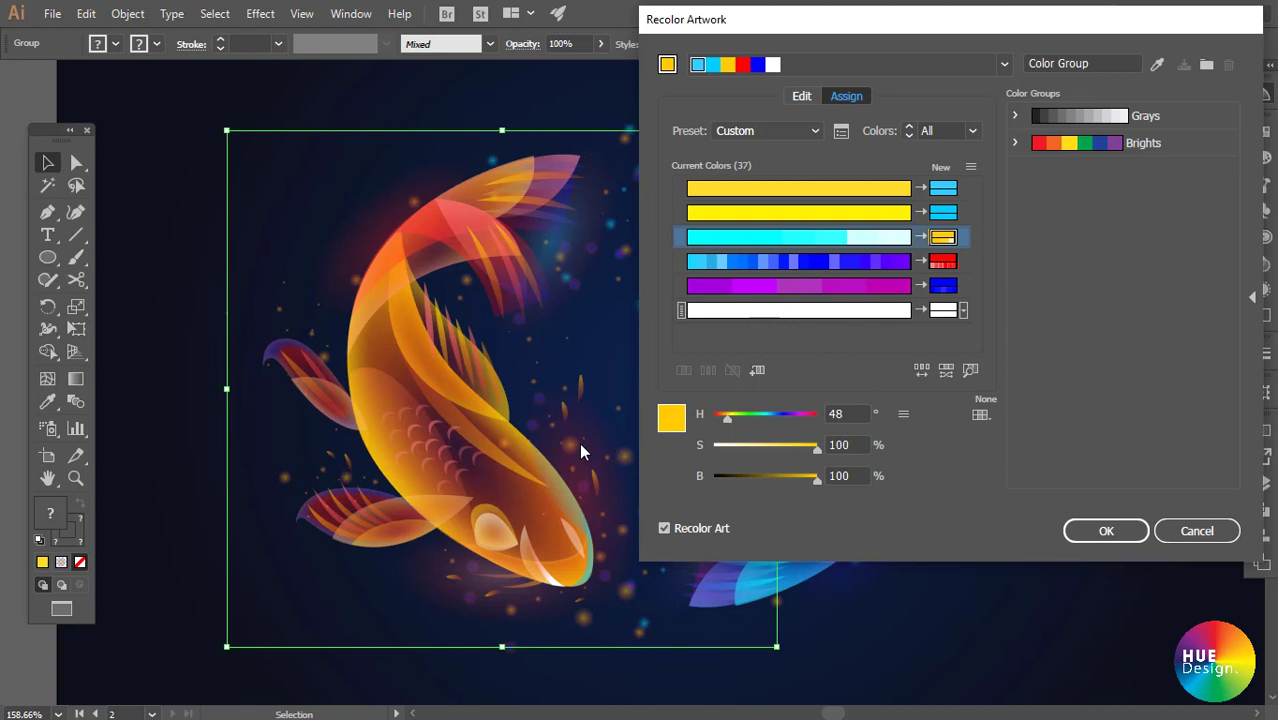 Ai File Edit Object Type Select Effect View Window Help Br St
Recolor Artwork
Group ? ? Stroke: Mixed Opacity: 100% Style:
Color Group
Color Groups
Edit Assign
Grays
Preset: Custom Colors: All
Brights
Current Colors (37) New
None
H 48 °
S 100 %
B 100 %
?
?
? ?
Recolor Art
OK Cancel
HUE
Design.
158.66% 2 Selection